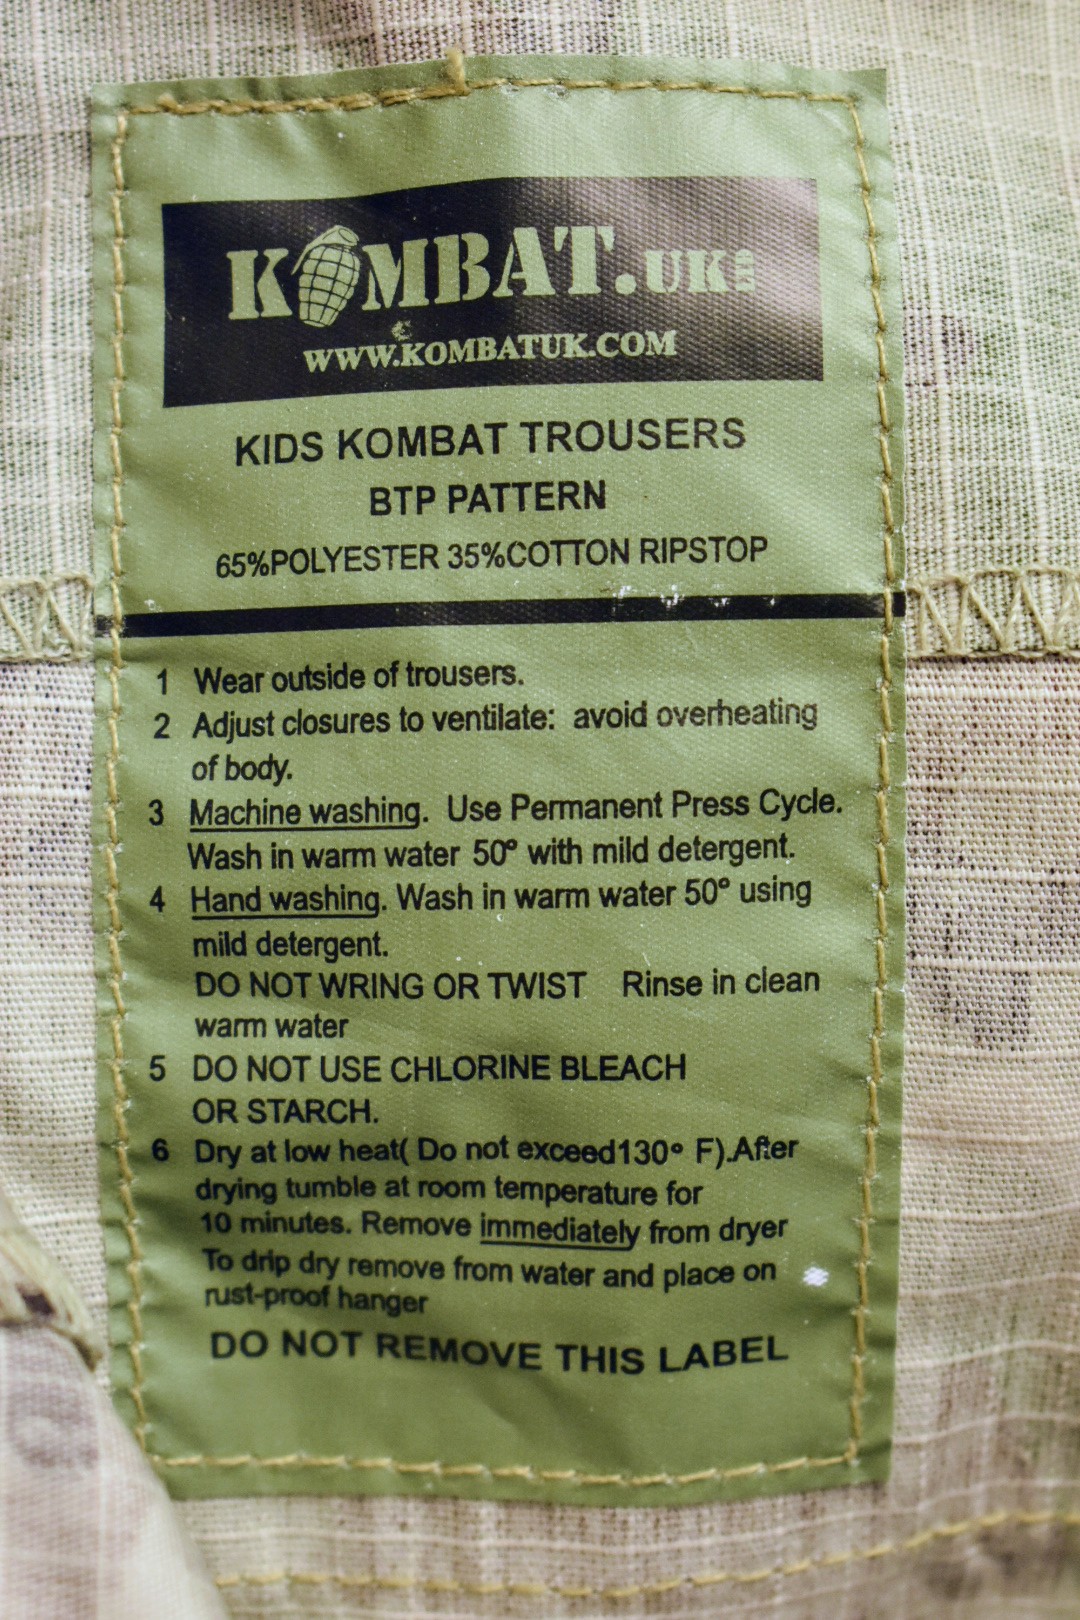 KOMBAT.UK LTD
WWW.KOMBATUK.COM
KIDS KOMBAT TROUSERS
BTP PATTERN
65%POLYESTER 35%COTTON RIPSTOP
1 Wear outside of trousers.
2 Adjust closures to ventilate: avoid overheating
of body.
3 Machine washing. Use Permanent Press Cycle.
Wash in warm water 50° with mild detergent.
4 Hand washing. Wash in warm water 50° using
mild detergent.
DO NOT WRING OR TWIST Rinse in clean
warm water
5 DO NOT USE CHLORINE BLEACH
OR STARCH.
6 Dry at low heat( Do not exceed130° F).After
drying tumble at room temperature for
10 minutes. Remove immediately from dryer
To drip dry remove from water and place on
rust-proof hanger
DO NOT REMOVE THIS LABEL